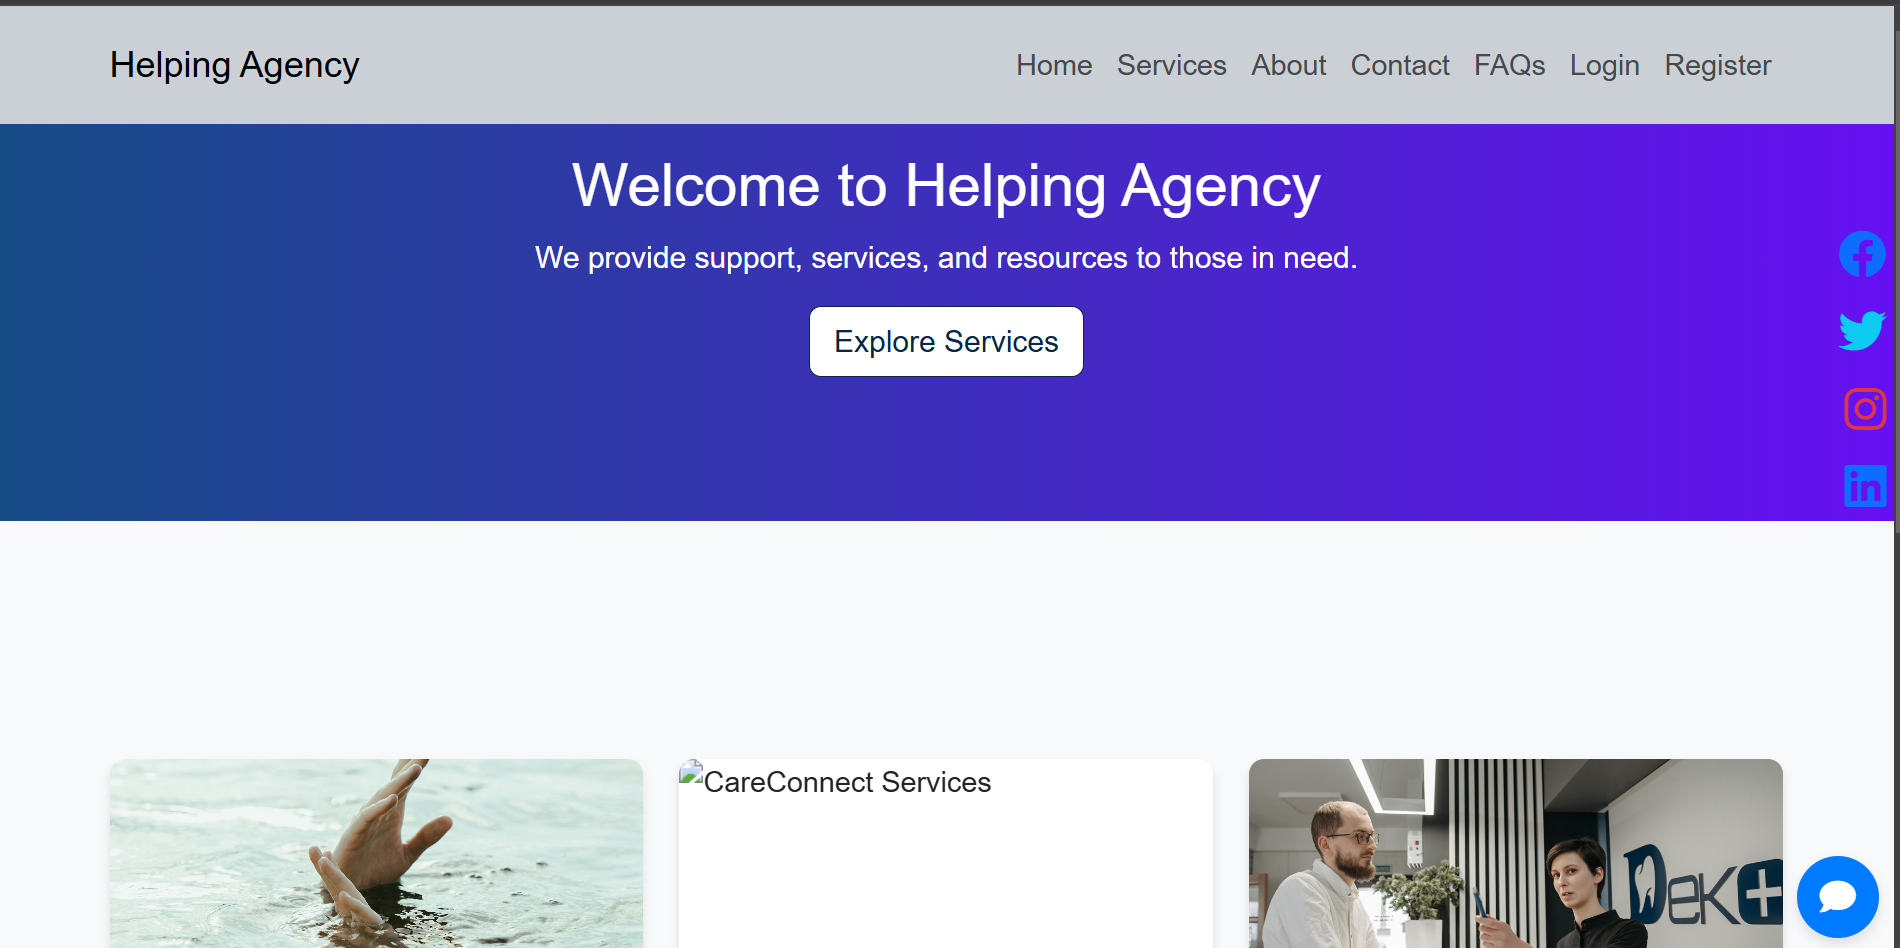 Helping Agency
Home Services About Contact FAQs Login Register
Welcome to Helping Agency
We provide support, services, and resources to those in need.
Explore Services
CareConnect Services
Dek+